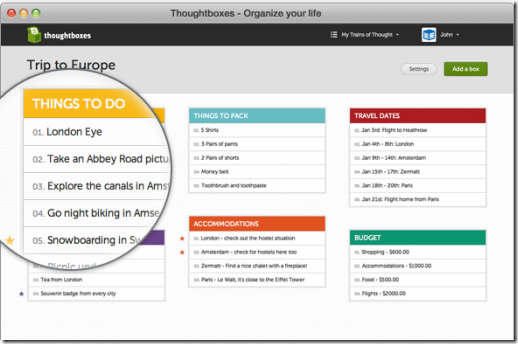 Thoughtboxes - Organize your life
thoughtboxes
My Trains of Thought
John
Trip to Europe
Settings
Add a box
THINGS TO DO
01. London Eye
02. Take an Abbey Road pictu
03. Explore the canals in Ams
04. Go night biking in Amse
05. Snowboarding in Sw
Picnic und
03. Tea from London
04. Souvenir badge from every city
THINGS TO PACK
01. 5 Shirts
02. 3 Pairs of pants
03. 2 Pairs of shorts
04. Money belt
05. Toothbrush and toothpaste
ACCOMMODATIONS
01. London - check out the hostel situation
02. Amsterdam - check for hostels here too
03. Zermatt - Find a nice chalet with a fireplace!
04. Paris - Le Walt, It's close to the Eiffel Tower
TRAVEL DATES
01. Jan 3rd: Flight to Heathrow
02. Jan 4th - 8th: London
03. Jan 9th - 14th: Amsterdam
04. Jan 15th - 17th: Zermatt
05. Jan 18th - 20th: Paris
06. Jan 21st: Flight home from Paris
BUDGET
01. Shopping - $600.00
02. Accommodations - $1000.00
03. Food - $500.00
04. Flights - $2000.00